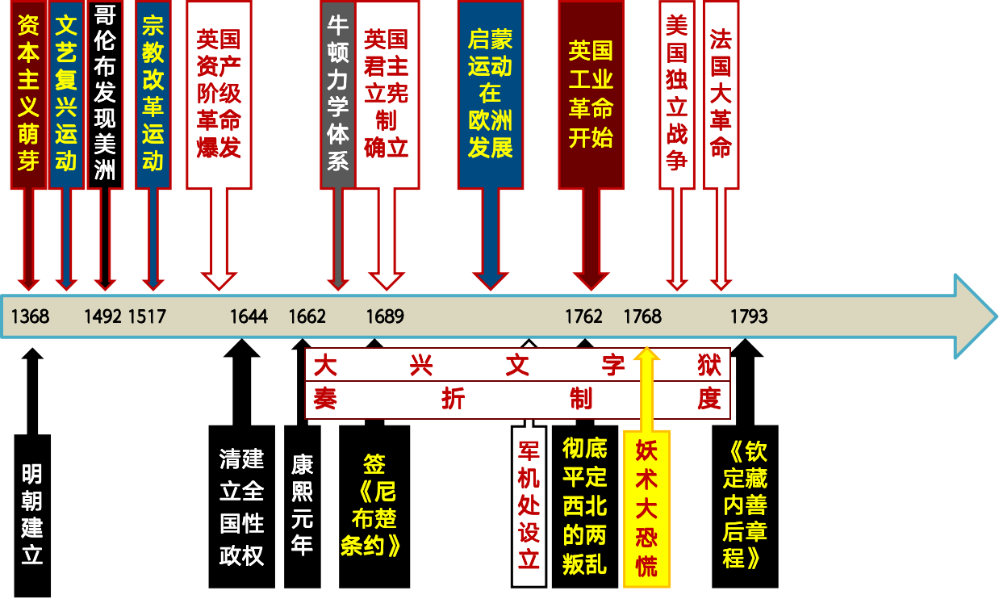 资本主义萌芽
文艺复兴运动
哥伦布发现美洲
宗教改革运动
英国
资产
阶级
革命
爆发
牛顿力学体系
英国
君主
立宪
制
确立
启蒙
运动
在
欧洲
发展
英国
工业
革命
开始
美国独立战争
法国大革命
1368 1492 1517 1644 1662 1689 1762 1768 1793
大兴文字狱
奏折制度
明朝建立
清建
立全
国性
政权
康熙元年
签
《尼
布楚
条约》
军机处设立
彻底
平定
西北
的两
叛乱
妖术大恐慌
《钦
定藏
内善
后章
程》